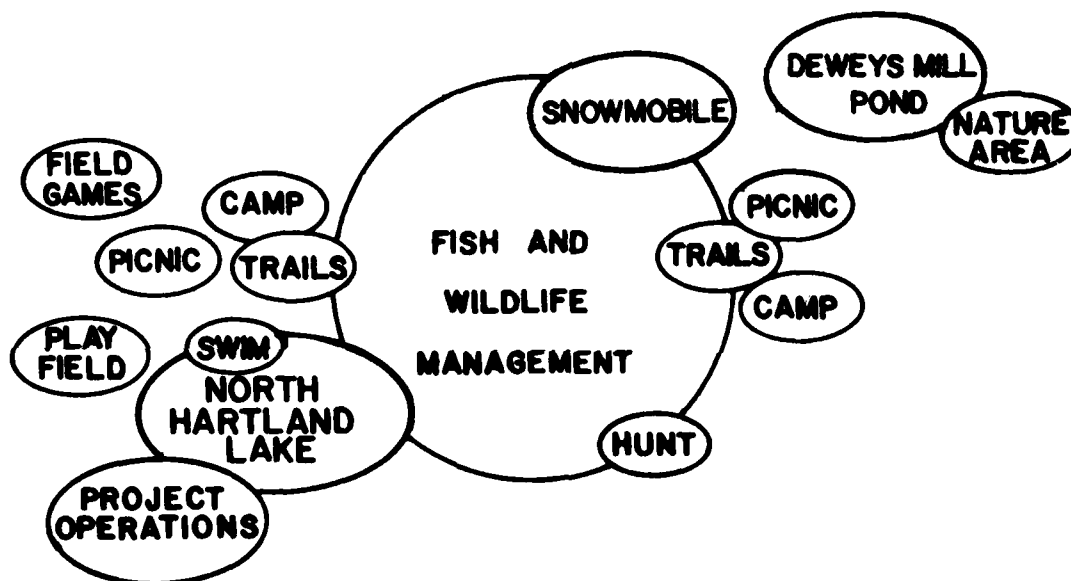 DEWEYS MILL
POND
NATURE
AREA
SNOWMOBILE
FIELD
GAMES
CAMP
PICNIC
TRAILS
PLAY
FIELD
SWIM
NORTH
HARTLAND
LAKE
PROJECT
OPERATIONS
FISH AND
WILDLIFE
MANAGEMENT
PICNIC
TRAILS
CAMP
HUNT